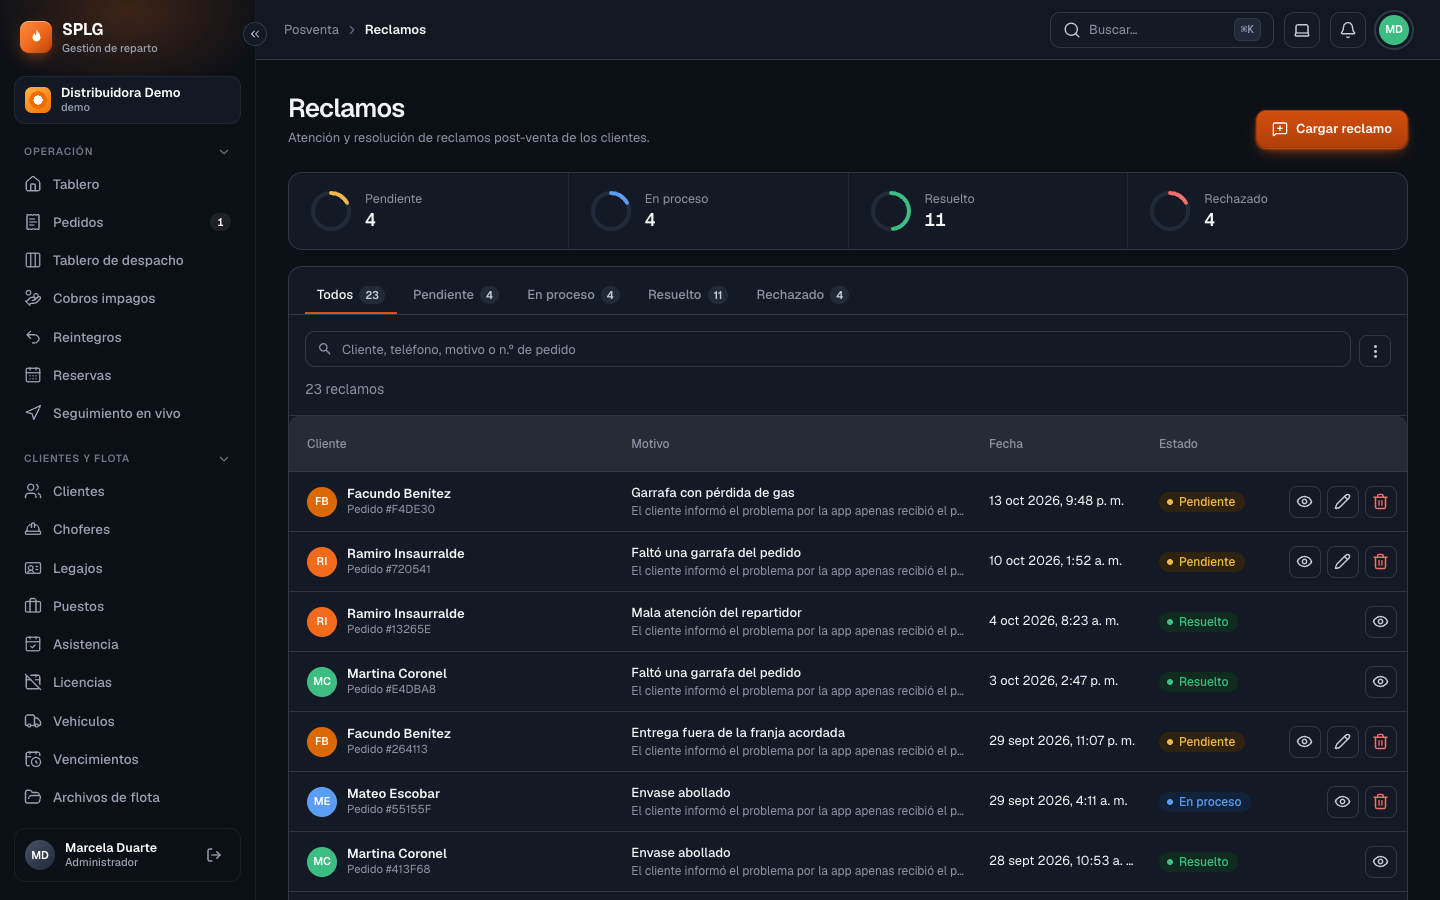 SPLG
Gestión de reparto
Distribuidora Demo
demo
OPERACIÓN
Tablero
Pedidos 1
Tablero de despacho
Cobros impagos
Reintegros
Reservas
Seguimiento en vivo
CLIENTES Y FLOTA
Clientes
Choferes
Legajos
Puestos
Asistencia
Licencias
Vehículos
Vencimientos
Archivos de flota
MD Marcela Duarte
Administrador
Posventa > Reclamos
Buscar... ⌘K
MD
Reclamos
Atención y resolución de reclamos post-venta de los clientes.
Cargar reclamo
Pendiente
4
En proceso
4
Resuelto
11
Rechazado
4
Todos 23 Pendiente 4 En proceso 4 Resuelto 11 Rechazado 4
Cliente, teléfono, motivo o n.º de pedido
23 reclamos
Cliente Motivo Fecha Estado
FB Facundo Benítez Garrafa con pérdida de gas 13 oct 2026, 9:48 p. m. Pendiente
Pedido #F4DE30 El cliente informó el problema por la app apenas recibió el p...
RI Ramiro Insaurralde Faltó una garrafa del pedido 10 oct 2026, 1:52 a. m. Pendiente
Pedido #720541 El cliente informó el problema por la app apenas recibió el p...
RI Ramiro Insaurralde Mala atención del repartidor 4 oct 2026, 8:23 a. m. Resuelto
Pedido #13265E El cliente informó el problema por la app apenas recibió el p...
MC Martina Coronel Faltó una garrafa del pedido 3 oct 2026, 2:47 p. m. Resuelto
Pedido #E4DBA8 El cliente informó el problema por la app apenas recibió el p...
FB Facundo Benítez Entrega fuera de la franja acordada 29 sept 2026, 11:07 p. m. Pendiente
Pedido #264113 El cliente informó el problema por la app apenas recibió el p...
ME Mateo Escobar Envase abollado 29 sept 2026, 4:11 a. m. En proceso
Pedido #55155F El cliente informó el problema por la app apenas recibió el p...
MC Martina Coronel Envase abollado 28 sept 2026, 10:53 a. ... Resuelto
Pedido #413F68 El cliente informó el problema por la app apenas recibió el p...